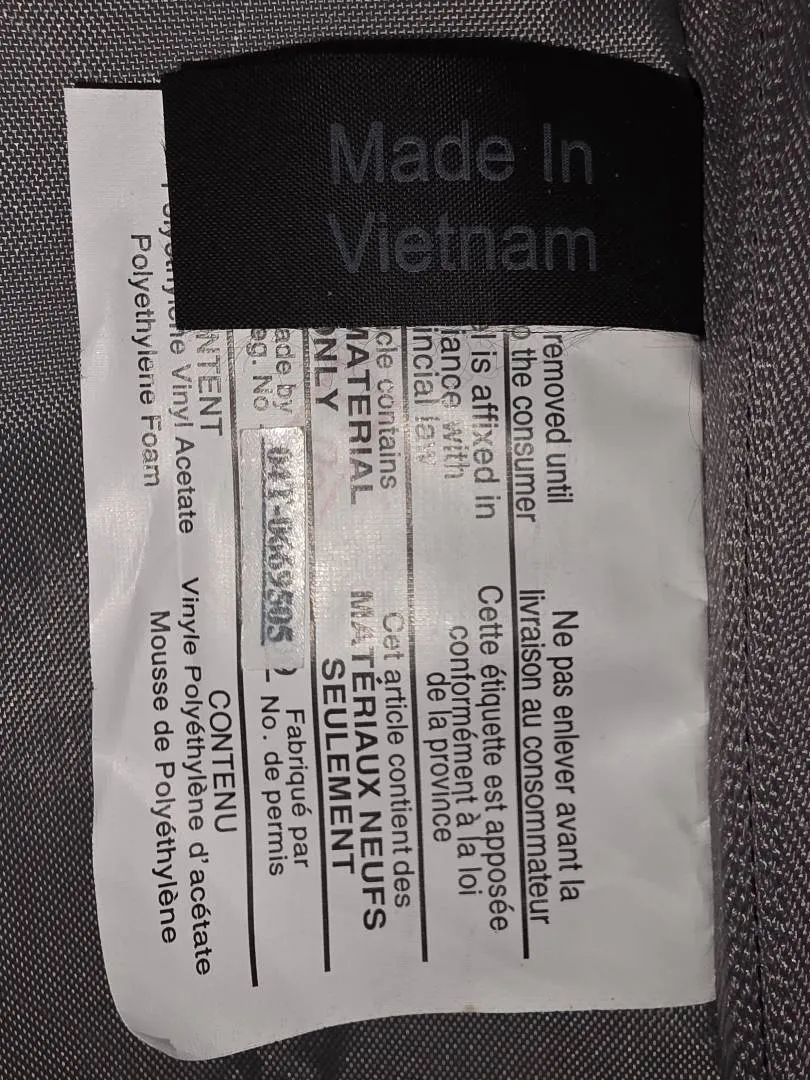 Made In
Vietnam
removed until
the consumer
is affixed in
iance with
incial law
cle contains
MATERIAL
ONLY
ade by
eg. No
NTENT
Vinyl Acetate
Polyethylene Foam
Ne pas enlever avant la
livraison au consommateur
Cette étiquette est apposée
conformément à la loi
de la province
Cet article contient des
MATÉRIAUX NEUFS
SEULEMENT
Fabriqué par
No. de permis
CONTENU
Vinyle Polyéthylène d'acétate
Mousse de Polyéthylène